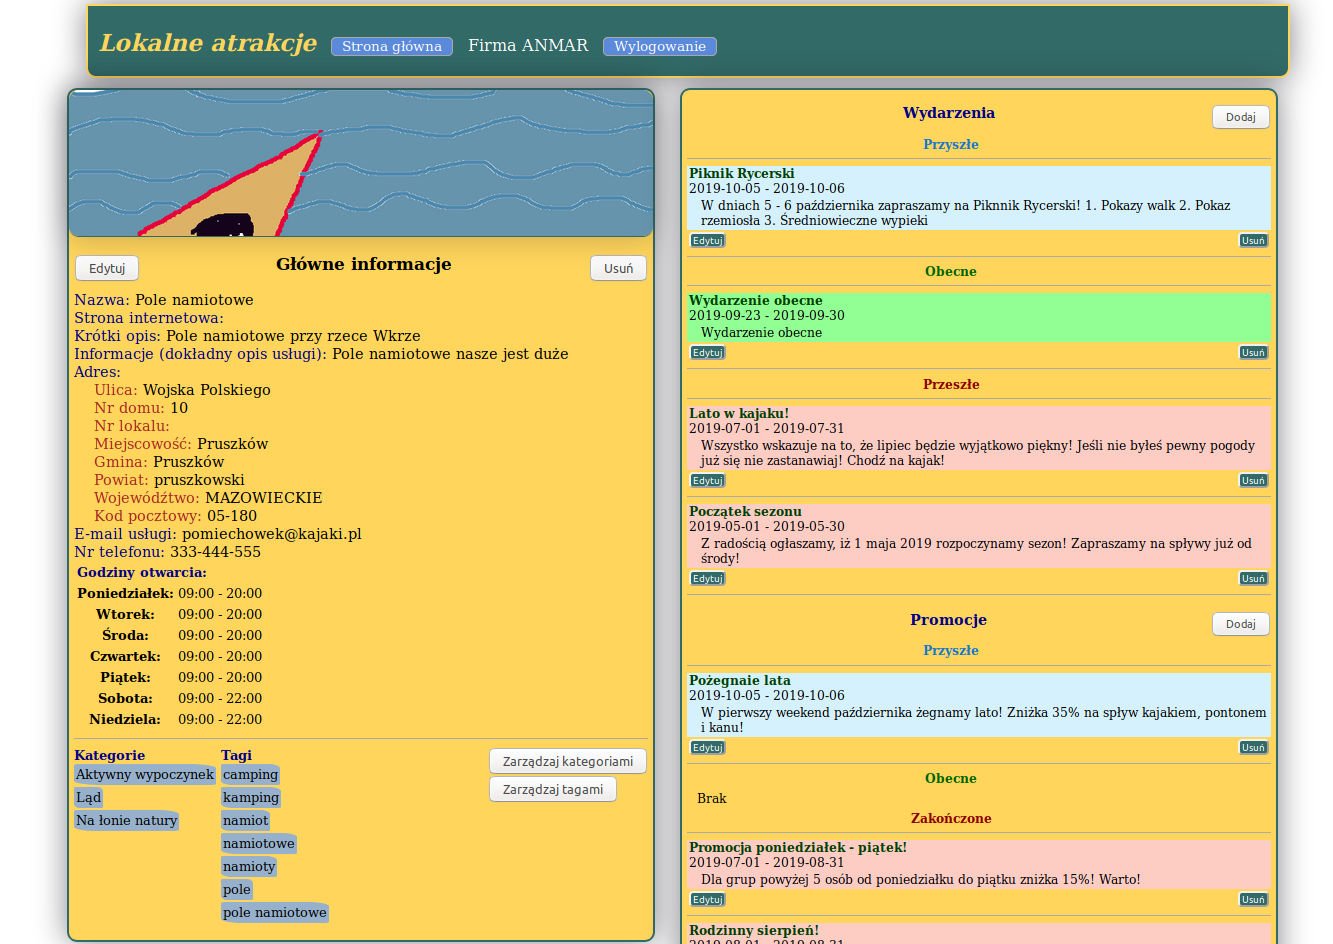 Lokalne atrakcje Strona główna Firma ANMAR Wylogowanie
Edytuj Główne informacje Usuń
Nazwa: Pole namiotowe
Strona internetowa:
Krótki opis: Pole namiotowe przy rzece Wkrze
Informacje (dokładny opis usługi): Pole namiotowe nasze jest duże
Adres:
Ulica: Wojska Polskiego
Nr domu: 10
Nr lokalu:
Miejscowość: Pruszków
Gmina: Pruszków
Powiat: pruszkowski
Wojewódźtwo: MAZOWIECKIE
Kod pocztowy: 05-180
E-mail usługi: pomiechowek@kajaki.pl
Nr telefonu: 333-444-555
Godziny otwarcia:
Poniedziałek: 09:00 - 20:00
Wtorek: 09:00 - 20:00
Środa: 09:00 - 20:00
Czwartek: 09:00 - 20:00
Piątek: 09:00 - 20:00
Sobota: 09:00 - 22:00
Niedziela: 09:00 - 22:00
Kategorie
Aktywny wypoczynek
Ląd
Na łonie natury
Tagi
camping
kamping
namiot
namiotowe
namioty
pole
pole namiotowe
Zarządzaj kategoriami
Zarządzaj tagami
Wydarzenia Dodaj
Przyszłe
Piknik Rycerski
2019-10-05 - 2019-10-06
W dniach 5 - 6 października zapraszamy na Piknnik Rycerski! 1. Pokazy walk 2. Pokaz
rzemiosła 3. Średniowieczne wypieki
Edytuj Usuń
Obecne
Wydarzenie obecne
2019-09-23 - 2019-09-30
Wydarzenie obecne
Edytuj Usuń
Przeszłe
Lato w kajaku!
2019-07-01 - 2019-07-31
Wszystko wskazuje na to, że lipiec będzie wyjątkowo piękny! Jeśli nie byłeś pewny pogody
już się nie zastanawiaj! Chodź na kajak!
Edytuj Usuń
Początek sezonu
2019-05-01 - 2019-05-30
Z radością ogłaszamy, iż 1 maja 2019 rozpoczynamy sezon! Zapraszamy na spływy już od
środy!
Edytuj Usuń
Promocje Dodaj
Przyszłe
Pożegnaie lata
2019-10-05 - 2019-10-06
W pierwszy weekend października żegnamy lato! Zniżka 35% na spływ kajakiem, pontonem
i kanu!
Edytuj Usuń
Obecne
Brak
Zakończone
Promocja poniedziałek - piątek!
2019-07-01 - 2019-08-31
Dla grup powyżej 5 osób od poniedziałku do piątku zniżka 15%! Warto!
Edytuj Usuń
Rodzinny sierpień!
2019-08-01 - 2019-08-31